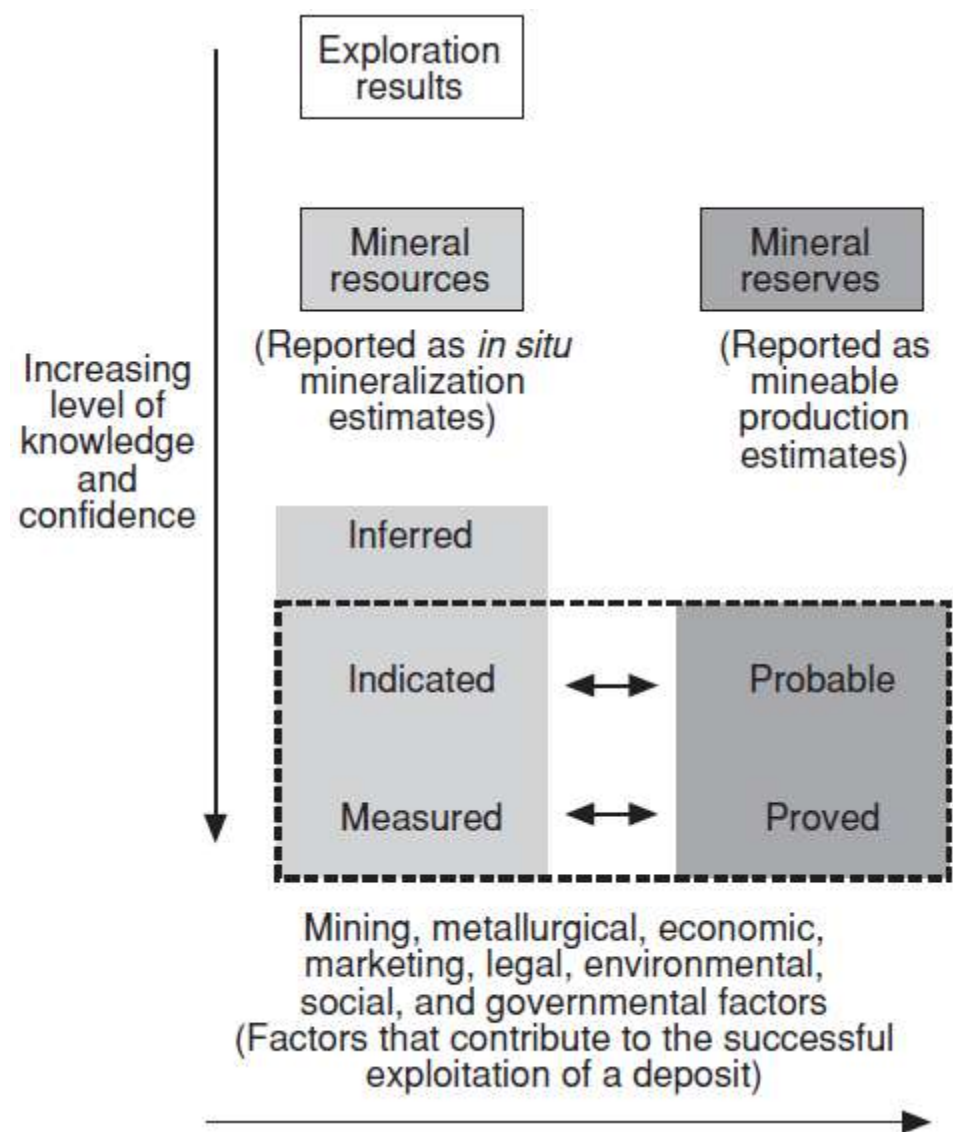 Exploration
results
Mineral
resources
(Reported as in situ
mineralization
estimates)
Mineral
reserves
(Reported as
mineable
production
estimates)
Increasing
level of
knowledge
and
confidence
Inferred
Indicated
Probable
Measured
Proved
Mining, metallurgical, economic,
marketing, legal, environmental,
social, and governmental factors
(Factors that contribute to the successful
exploitation of a deposit)